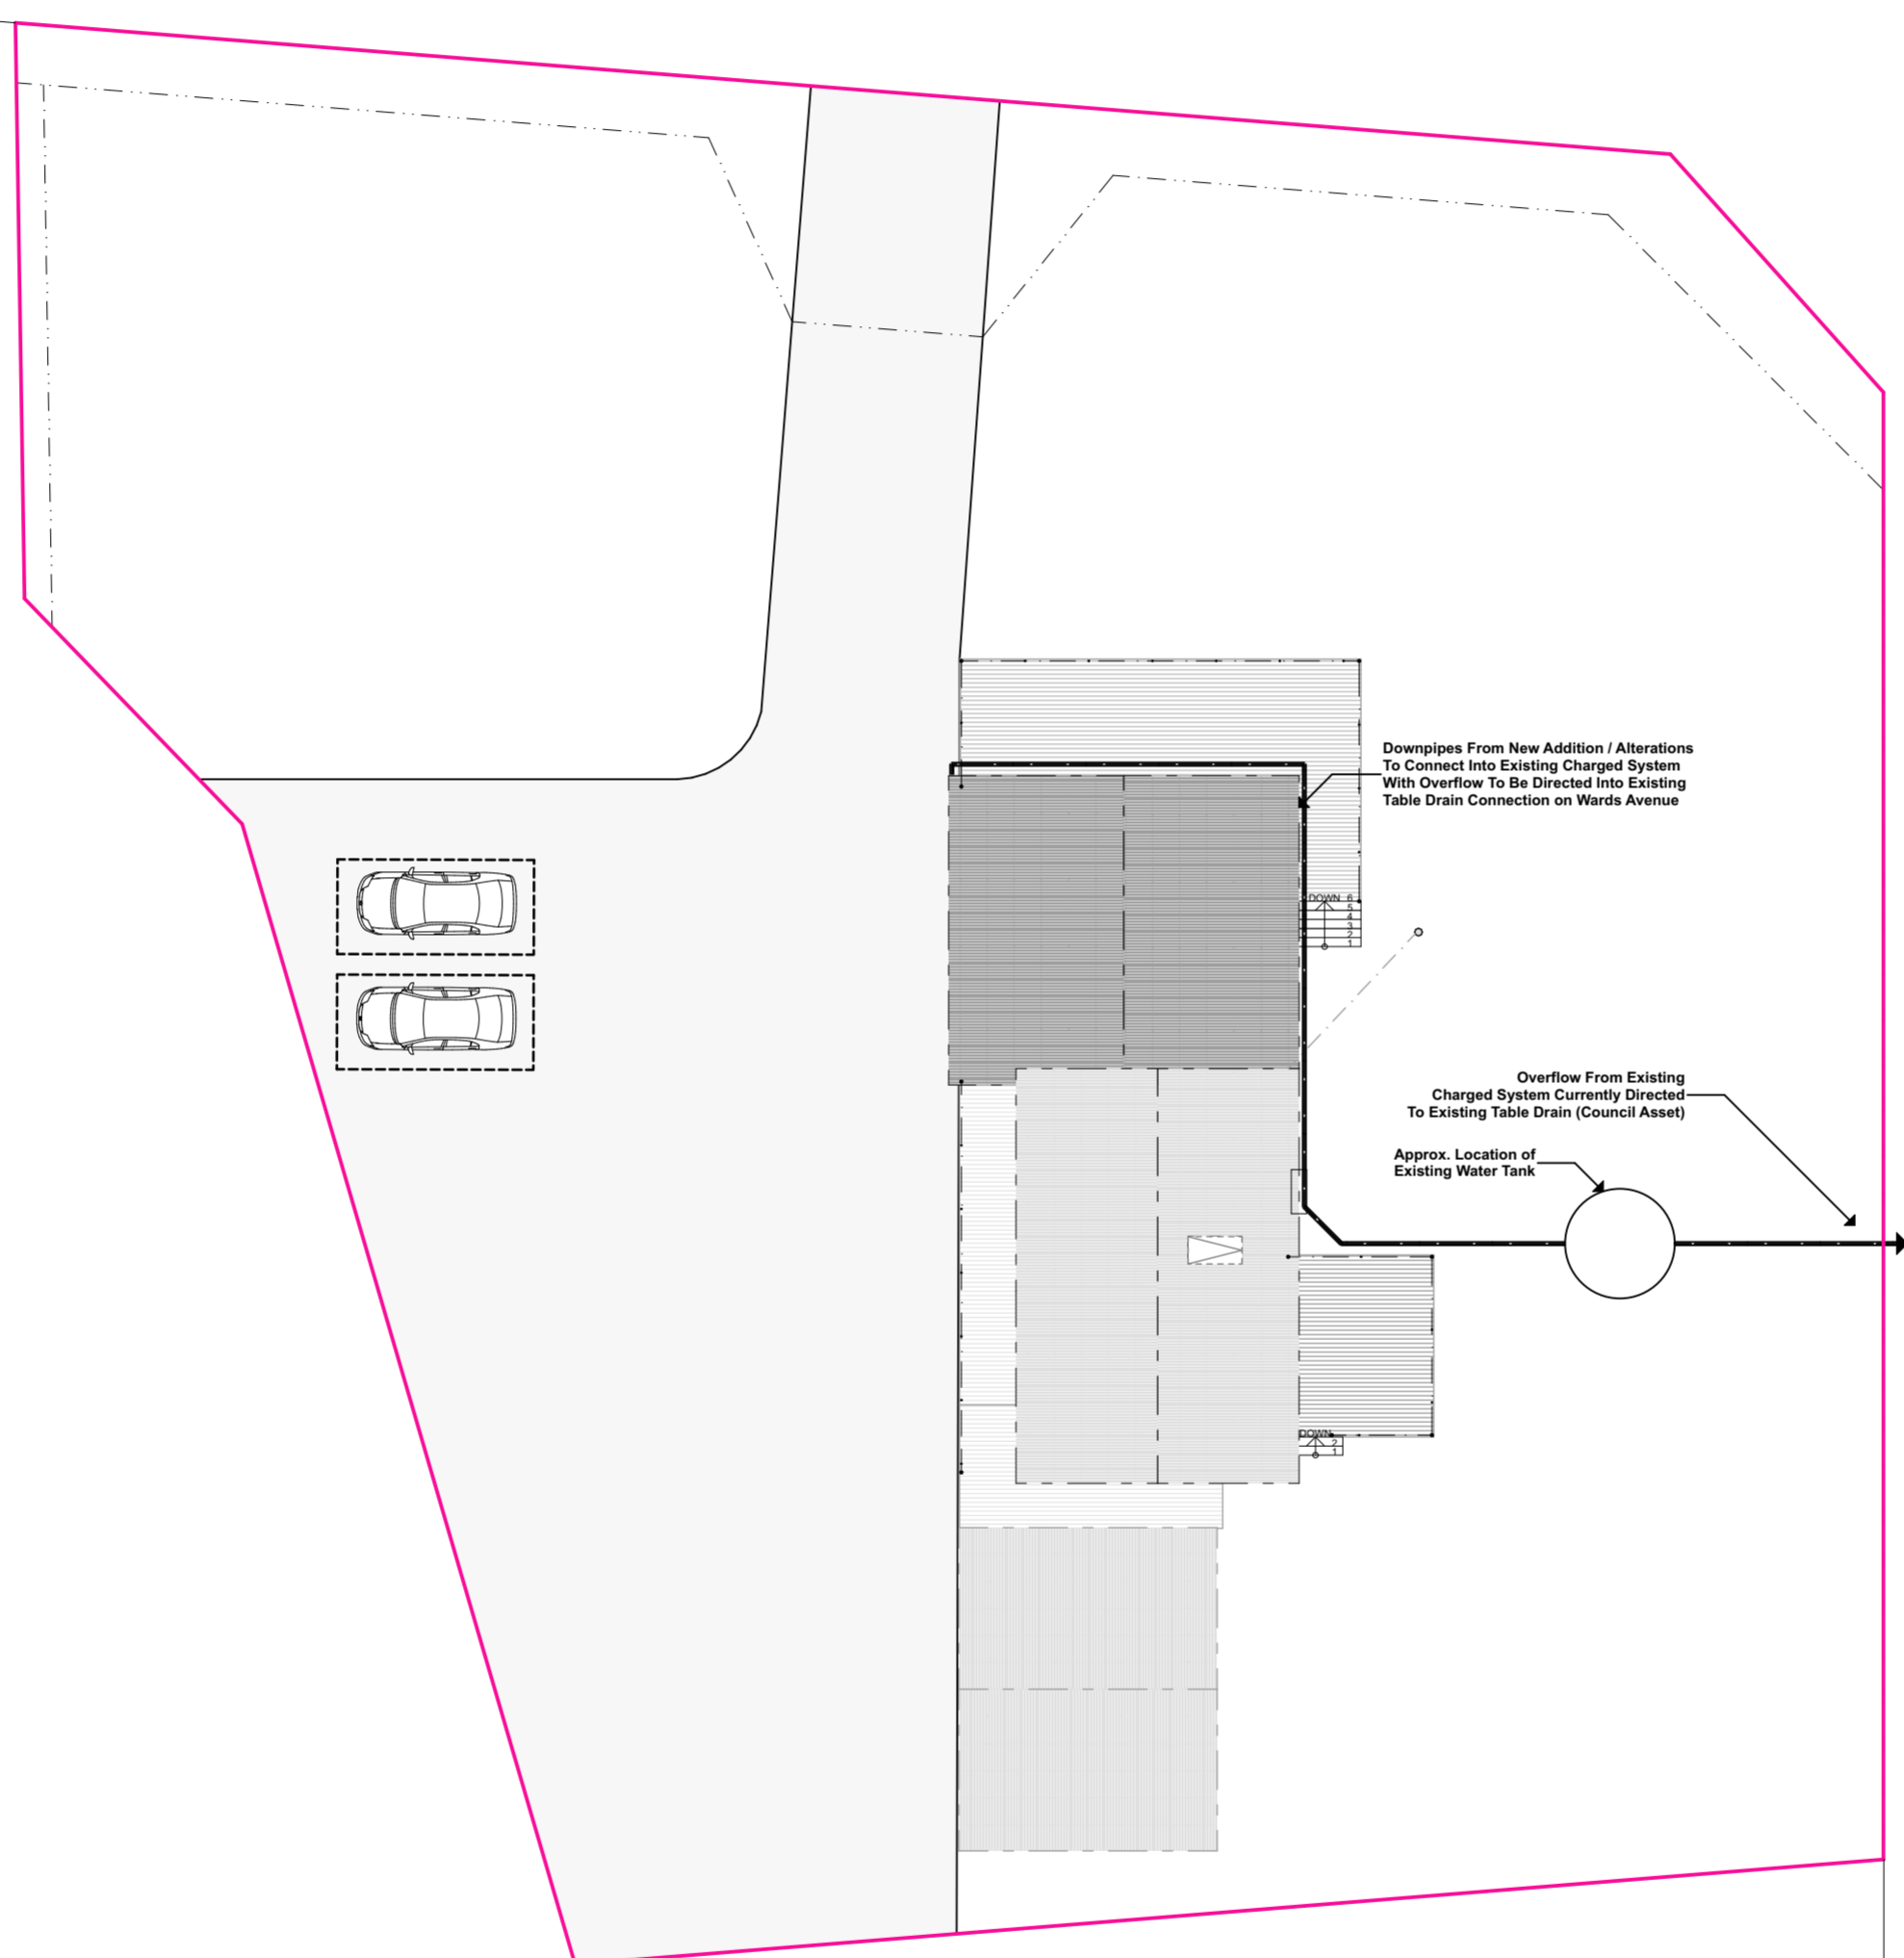 Downpipes From New Addition / Alterations
To Connect Into Existing Charged System
With Overflow To Be Directed Into Existing
Table Drain Connection on Wards Avenue
DOWN 6
5
4
3
2
1
Overflow From Existing
Charged System Currently Directed
To Existing Table Drain (Council Asset)
Approx. Location of
Existing Water Tank
DOWN
2
1